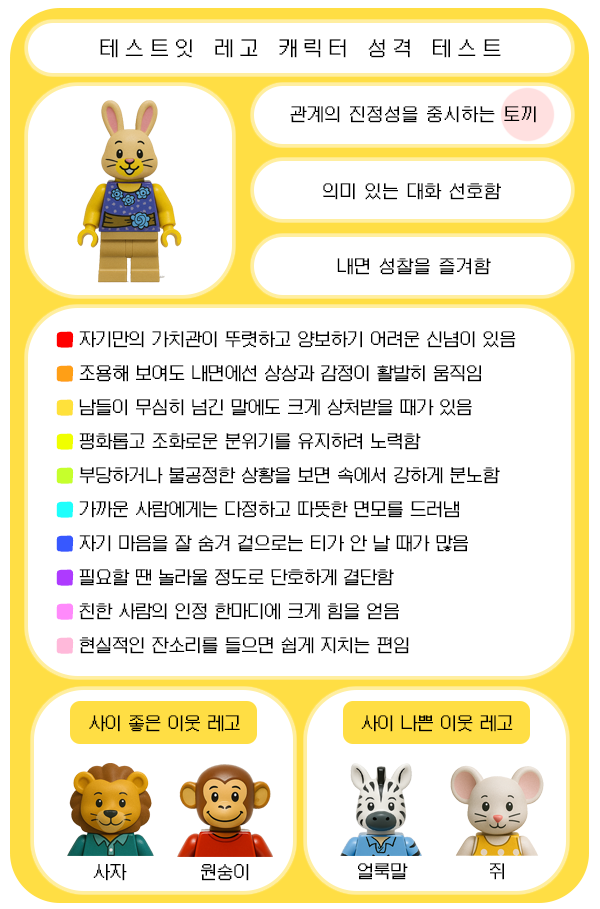 테스트잇 레고 캐릭터 성격 테스트
관계의 진정성을 중시하는 토끼
의미 있는 대화 선호함
내면 성찰을 즐겨함
자기만의 가치관이 뚜렷하고 양보하기 어려운 신념이 있음
조용해 보여도 내면에선 상상과 감정이 활발히 움직임
남들이 무심히 넘긴 말에도 크게 상처받을 때가 있음
평화롭고 조화로운 분위기를 유지하려 노력함
부당하거나 불공정한 상황을 보면 속에서 강하게 분노함
가까운 사람에게는 다정하고 따뜻한 면모를 드러냄
자기 마음을 잘 숨겨 겉으로는 티가 안 날 때가 많음
필요할 땐 놀라울 정도로 단호하게 결단함
친한 사람의 인정 한마디에 크게 힘을 얻음
현실적인 잔소리를 들으면 쉽게 지치는 편임
사이 좋은 이웃 레고
사이 나쁜 이웃 레고
사자
원숭이
얼룩말
쥐